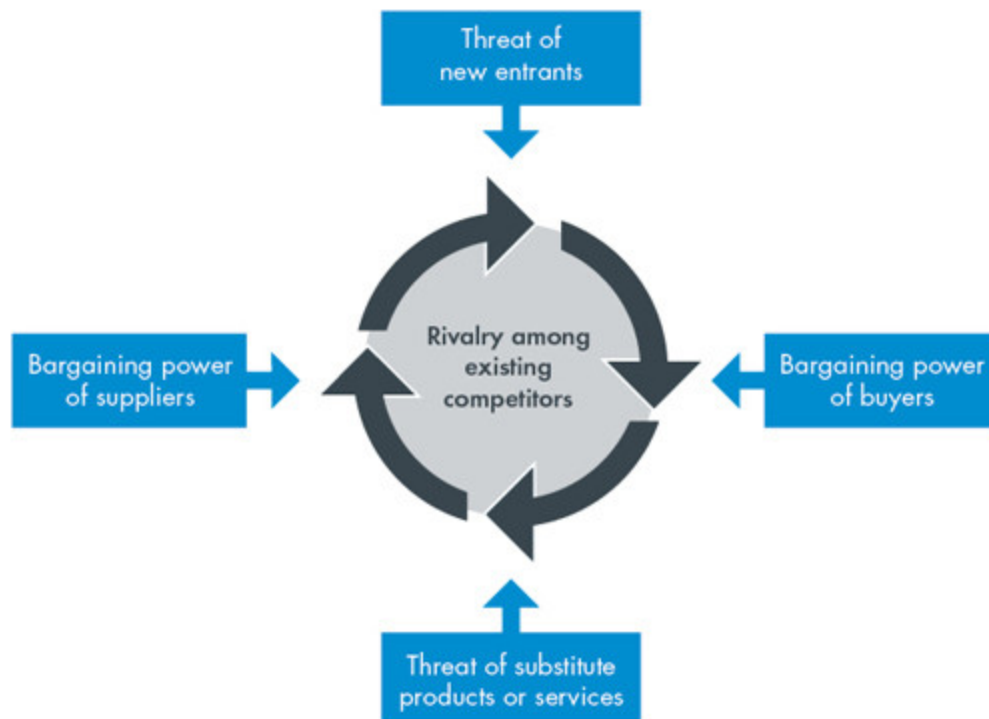 Threat of
new entrants
Bargaining power
of suppliers
Rivalry among
existing
competitors
Bargaining power
of buyers
Threat of substitute
products or services